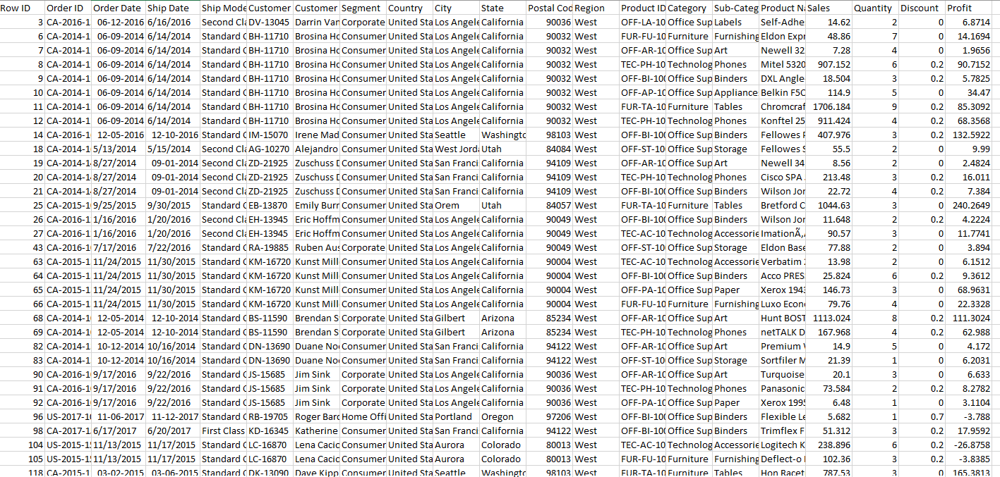 Row ID Order ID Order Date Ship Date Ship Mode Customer Customer Segment Country City State Postal Cod Region Product ID Category Sub-Categ Product Na Sales Quantity Discount Profit
3 CA-2016-1 06-12-2016 6/16/2016 Second Cla DV-13045 Darrin Van Corporate United Sta Los Angele California 90036 West OFF-LA-10 Office Sup Labels Self-Adhe 14.62 2 0 6.8714
6 CA-2014-1 06-09-2014 6/14/2014 Standard C BH-11710 Brosina Ho Consumer United Sta Los Angele California 90032 West FUR-FU-10 Furniture Furnishing Eldon Expr 48.86 7 0 14.1694
7 CA-2014-1 06-09-2014 6/14/2014 Standard C BH-11710 Brosina Ho Consumer United Sta Los Angele California 90032 West OFF-AR-10 Office Sup Art Newell 32 7.28 4 0 1.9656
8 CA-2014-1 06-09-2014 6/14/2014 Standard C BH-11710 Brosina Ho Consumer United Sta Los Angele California 90032 West TEC-PH-10 Technolog Phones Mitel 5320 907.152 6 0.2 90.7152
9 CA-2014-1 06-09-2014 6/14/2014 Standard C BH-11710 Brosina Ho Consumer United Sta Los Angele California 90032 West OFF-BI-100 Office Sup Binders DXL Angle 18.504 3 0.2 5.7825
10 CA-2014-1 06-09-2014 6/14/2014 Standard C BH-11710 Brosina Ho Consumer United Sta Los Angele California 90032 West OFF-AP-10 Office Sup Appliance Belkin F5C 114.9 5 0 34.47
11 CA-2014-1 06-09-2014 6/14/2014 Standard C BH-11710 Brosina Ho Consumer United Sta Los Angele California 90032 West FUR-TA-10 Furniture Tables Chromcraf 1706.184 9 0.2 85.3092
12 CA-2014-1 06-09-2014 6/14/2014 Standard C BH-11710 Brosina Ho Consumer United Sta Los Angele California 90032 West TEC-PH-10 Technolog Phones Konftel 25 911.424 4 0.2 68.3568
14 CA-2016-1 12-05-2016 12-10-2016 Standard C IM-15070 Irene Mad Consumer United Sta Seattle Washingto 98103 West OFF-BI-100 Office Sup Binders Fellowes P 407.976 3 0.2 132.5922
18 CA-2014-1 5/13/2014 5/15/2014 Second Cla AG-10270 Alejandro Consumer United Sta West Jorda Utah 84084 West OFF-ST-10 Office Sup Storage Fellowes S 55.5 2 0 9.99
19 CA-2014-1 8/27/2014 09-01-2014 Second Cla ZD-21925 Zuschuss D Consumer United Sta San Franci California 94109 West OFF-AR-10 Office Sup Art Newell 34 8.56 2 0 2.4824
20 CA-2014-1 8/27/2014 09-01-2014 Second Cla ZD-21925 Zuschuss D Consumer United Sta San Franci California 94109 West TEC-PH-10 Technolog Phones Cisco SPA 213.48 3 0.2 16.011
21 CA-2014-1 8/27/2014 09-01-2014 Second Cla ZD-21925 Zuschuss D Consumer United Sta San Franci California 94109 West OFF-BI-100 Office Sup Binders Wilson Jor 22.72 4 0.2 7.384
25 CA-2015-1 9/25/2015 9/30/2015 Standard C EB-13870 Emily Burn Consumer United Sta Orem Utah 84057 West FUR-TA-10 Furniture Tables Bretford C 1044.63 3 0 240.2649
26 CA-2016-1 1/16/2016 1/20/2016 Second Cla EH-13945 Eric Hoffm Consumer United Sta Los Angele California 90049 West OFF-BI-100 Office Sup Binders Wilson Jor 11.648 2 0.2 4.2224
27 CA-2016-1 1/16/2016 1/20/2016 Second Cla EH-13945 Eric Hoffm Consumer United Sta Los Angele California 90049 West TEC-AC-10 Technolog Accessorie ImationÃ‚ 90.57 3 0 11.7741
43 CA-2016-1 7/17/2016 7/22/2016 Standard C RA-19885 Ruben Aus Corporate United Sta Los Angele California 90049 West OFF-ST-10 Office Sup Storage Eldon Base 77.88 2 0 3.894
63 CA-2015-1 11/24/2015 11/30/2015 Standard C KM-16720 Kunst Mill Consumer United Sta Los Angele California 90004 West TEC-AC-10 Technolog Accessorie Verbatim 13.98 2 0 6.1512
64 CA-2015-1 11/24/2015 11/30/2015 Standard C KM-16720 Kunst Mill Consumer United Sta Los Angele California 90004 West OFF-BI-100 Office Sup Binders Acco PRES 25.824 6 0.2 9.3612
65 CA-2015-1 11/24/2015 11/30/2015 Standard C KM-16720 Kunst Mill Consumer United Sta Los Angele California 90004 West OFF-PA-10 Office Sup Paper Xerox 1943 146.73 3 0 68.9631
66 CA-2015-1 11/24/2015 11/30/2015 Standard C KM-16720 Kunst Mill Consumer United Sta Los Angele California 90004 West FUR-FU-10 Furniture Furnishing Luxo Econ 79.76 4 0 22.3328
68 CA-2014-1 12-05-2014 12-10-2014 Standard C BS-11590 Brendan S Corporate United Sta Gilbert Arizona 85234 West OFF-AR-10 Office Sup Art Hunt BOST 1113.024 8 0.2 111.3024
69 CA-2014-1 12-05-2014 12-10-2014 Standard C BS-11590 Brendan S Corporate United Sta Gilbert Arizona 85234 West TEC-PH-10 Technolog Phones netTALK D 167.968 4 0.2 62.988
82 CA-2014-1 10-12-2014 10/16/2014 Standard C DN-13690 Duane No Consumer United Sta San Franci California 94122 West OFF-AR-10 Office Sup Art Premium 14.9 5 0 4.172
83 CA-2014-1 10-12-2014 10/16/2014 Standard C DN-13690 Duane No Consumer United Sta San Franci California 94122 West OFF-ST-10 Office Sup Storage Sortfiler M 21.39 1 0 6.2031
90 CA-2016-1 9/17/2016 9/22/2016 Standard C JS-15685 Jim Sink Corporate United Sta Los Angele California 90036 West OFF-AR-10 Office Sup Art Turquoise 20.1 3 0 6.633
91 CA-2016-1 9/17/2016 9/22/2016 Standard C JS-15685 Jim Sink Corporate United Sta Los Angele California 90036 West TEC-PH-10 Technolog Phones Panasonic 73.584 2 0.2 8.2782
92 CA-2016-1 9/17/2016 9/22/2016 Standard C JS-15685 Jim Sink Corporate United Sta Los Angele California 90036 West OFF-PA-10 Office Sup Paper Xerox 1995 6.48 1 0 3.1104
96 US-2017-1 11-06-2017 11-12-2017 Standard C RB-19705 Roger Barc Home Offi United Sta Portland Oregon 97206 West OFF-BI-100 Office Sup Binders Flexible Le 5.682 1 0.7 -3.788
98 CA-2017-1 6/17/2017 6/20/2017 First Class KD-16345 Katherine Consumer United Sta San Franci California 94122 West OFF-BI-100 Office Sup Binders Trimflex F 51.312 3 0.2 17.9592
104 US-2015-1 11/13/2015 11/17/2015 Standard C LC-16870 Lena Cacic Consumer United Sta Aurora Colorado 80013 West TEC-AC-10 Technolog Accessorie Logitech K 238.896 6 0.2 -26.8758
105 US-2015-1 11/13/2015 11/17/2015 Standard C LC-16870 Lena Cacic Consumer United Sta Aurora Colorado 80013 West FUR-FU-10 Furniture Furnishing Deflect-o 102.36 3 0.2 -3.8385
118 CA-2015-1 03-02-2015 03-06-2015 Standard C DK-13090 Dave Kipp Consumer United Sta Seattle Washingto 98103 West FUR-TA-10 Furniture Tables Hon Racet 787.53 3 0 165.3813